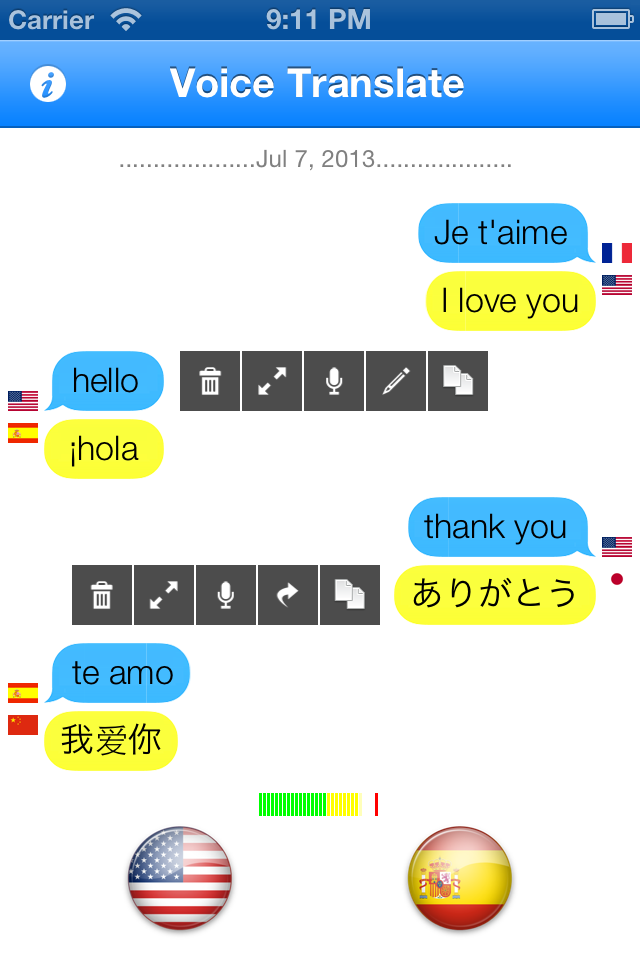 Carrier 9:11 PM
Voice Translate
....................Jul 7, 2013....................
Je t'aime
I love you
hello
¡hola
thank you
ありがとう
te amo
我爱你